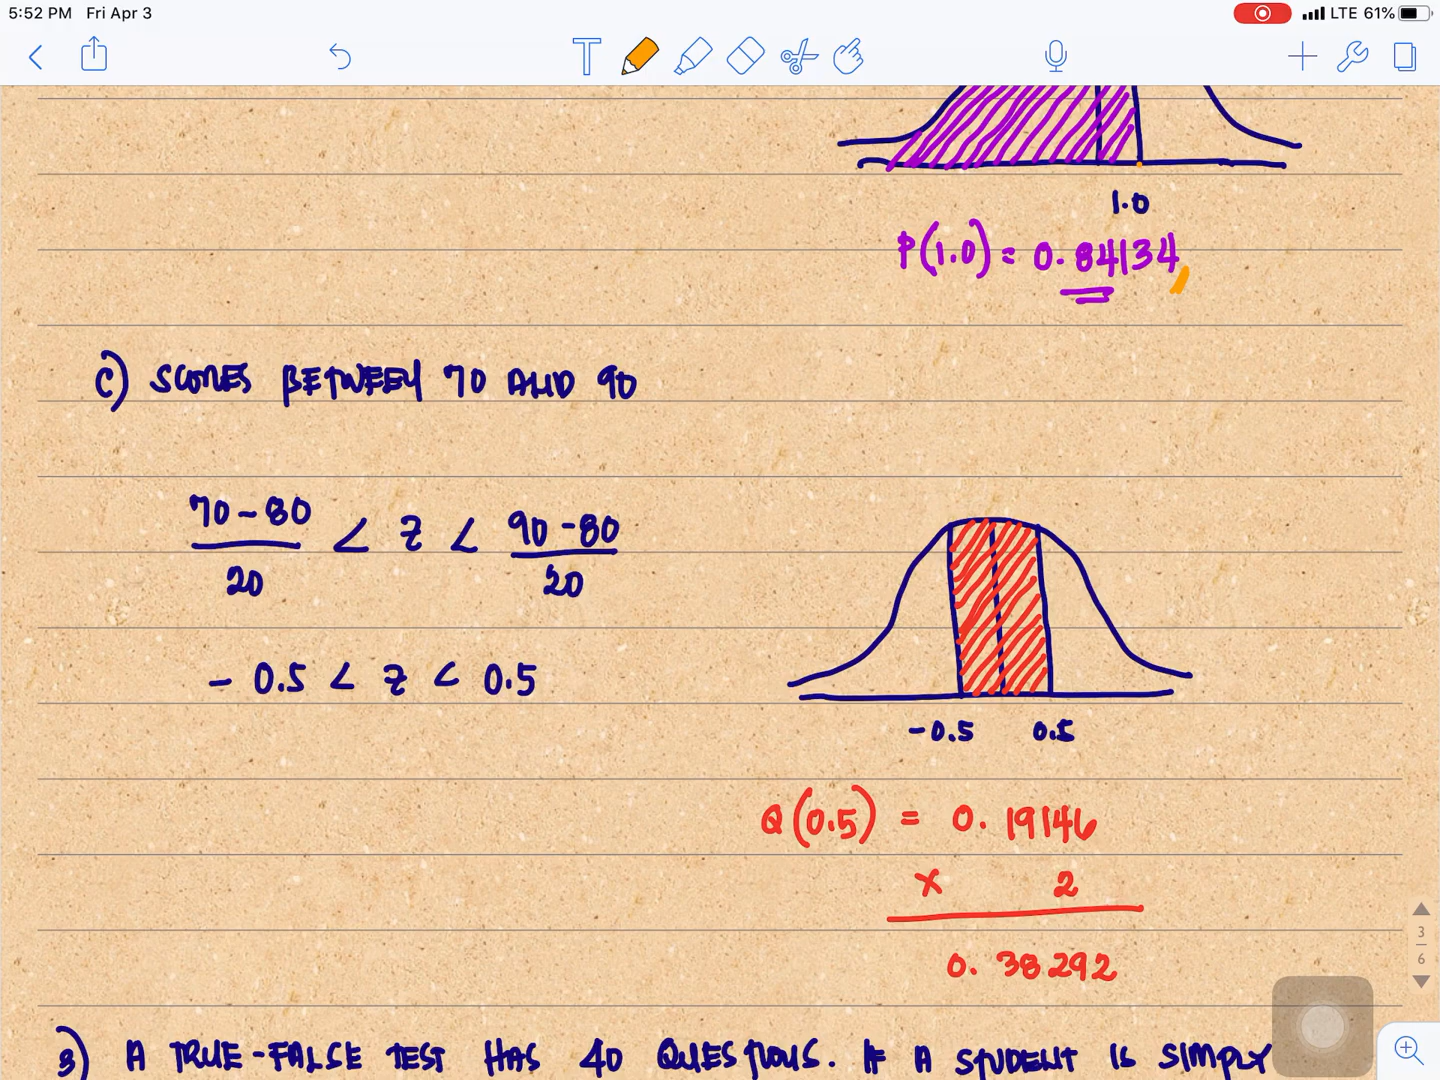 5:52 PM Fri Apr 3 LTE 61%
T
1.0
P(1.0) = 0.84134
C) SCORES BETWEEN 70 AND 90
70-80 < Z < 90-80
20 20
- 0.5 < Z < 0.5
-0.5 0.5
Q(0.5) = 0.19146
x 2
0.38292
3
6
3) A TRUE-FALSE TEST HAS 40 QUESTIONS. IF A STUDENT IS SIMPLY